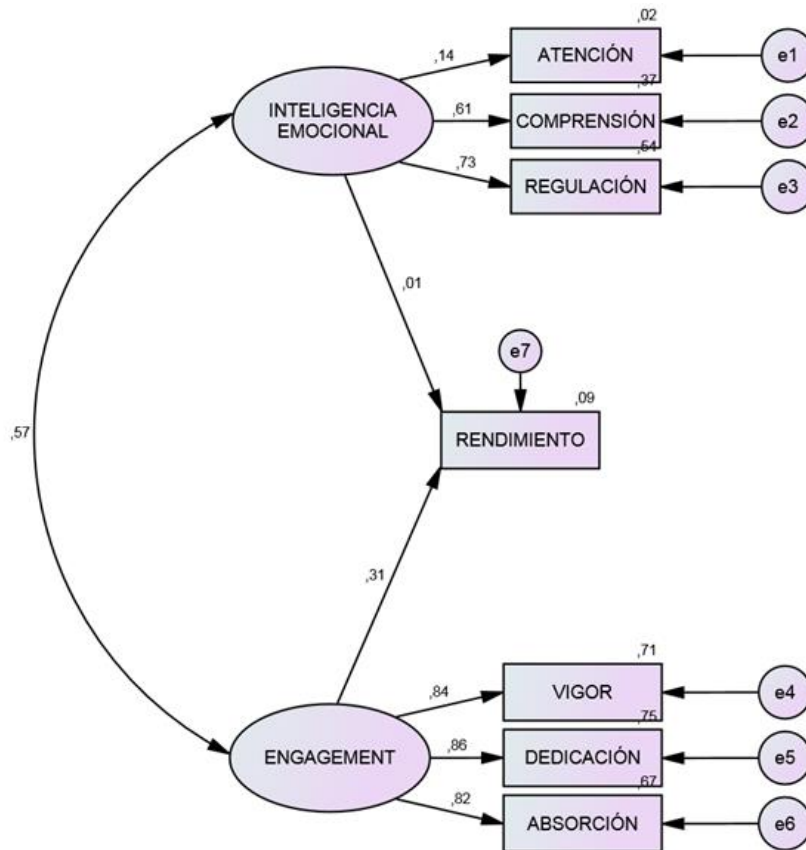 ,02
,14
ATENCIÓN
e1
,37
INTELIGENCIA
EMOCIONAL
,61
COMPRENSIÓN
e2
,54
,73
REGULACIÓN
e3
,01
e7
,09
RENDIMIENTO
,57
,31
,71
,84
VIGOR
e4
,75
ENGAGEMENT
,86
DEDICACIÓN
e5
,67
,82
ABSORCIÓN
e6